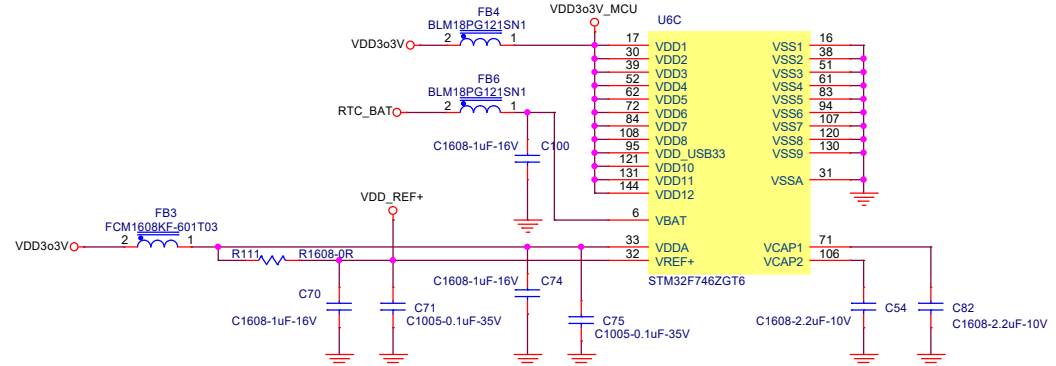 FB4
BLM18PG121SN1
VDD3o3V
2
1
VDD3o3V_MCU
U6C
FB6
BLM18PG121SN1
RTC_BAT
2
1
C1608-1uF-16V
C100
17 VDD1
30 VDD2
39 VDD3
52 VDD4
62 VDD5
72 VDD6
84 VDD7
108 VDD8
95 VDD_USB33
121 VDD10
131 VDD11
144 VDD12
6 VBAT
33 VDDA
32 VREF+
VSS1 16
VSS2 38
VSS3 51
VSS4 61
VSS5 83
VSS6 94
VSS7 107
VSS8 120
VSS9 130
VSSA 31
VCAP1 71
VCAP2 106
STM32F746ZGT6
VDD_REF+
FB3
FCM1608KF-601T03
VDD3o3V
2
1
R111
R1608-0R
C70
C1608-1uF-16V
C71
C1005-0.1uF-35V
C1608-1uF-16V
C74
C75
C1005-0.1uF-35V
C54
C1608-2.2uF-10V
C82
C1608-2.2uF-10V